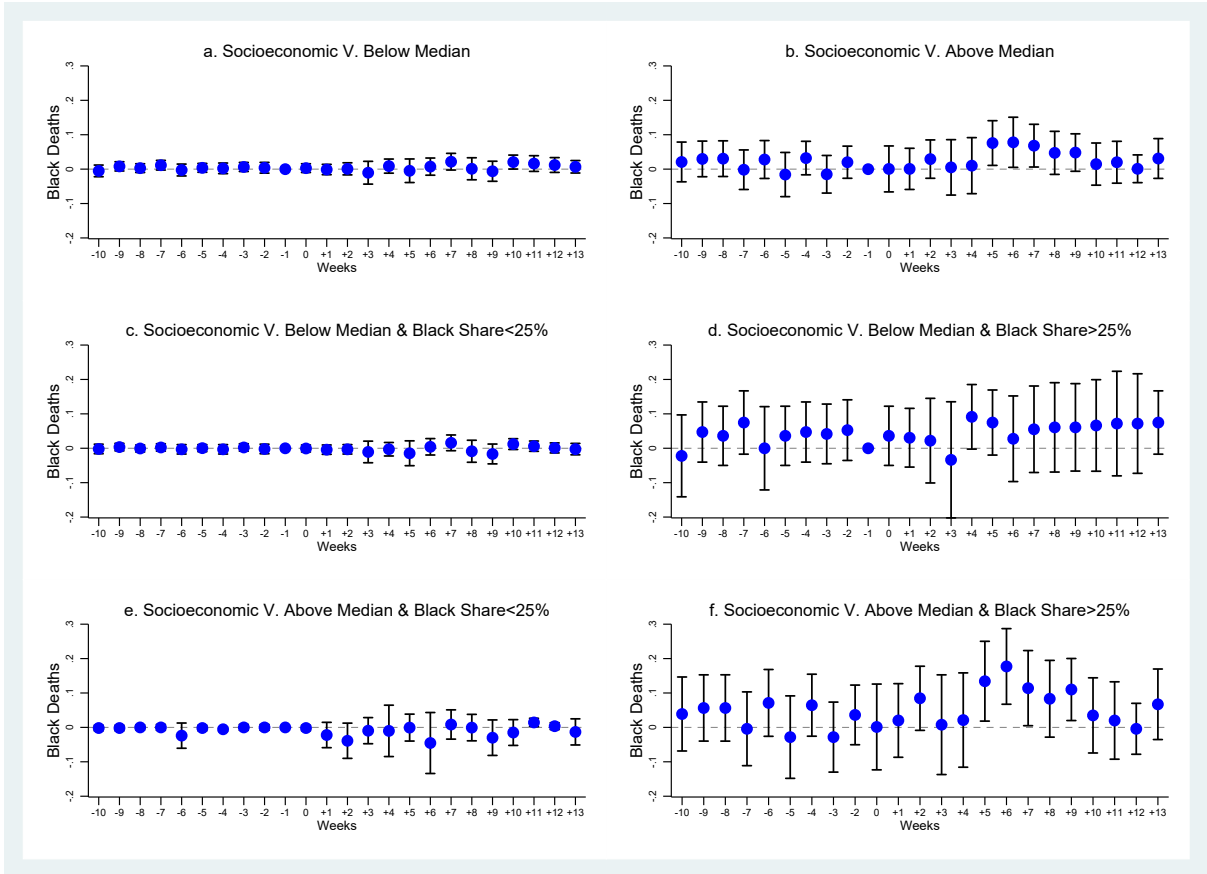 a. Socioeconomic V. Below Median
Black Deaths
.3
.2
.1
0
-.1
-.2
-10 -9 -8 -7 -6 -5 -4 -3 -2 -1 0 +1 +2 +3 +4 +5 +6 +7 +8 +9 +10 +11 +12 +13
Weeks
b. Socioeconomic V. Above Median
Black Deaths
.3
.2
.1
0
-.1
-.2
-10 -9 -8 -7 -6 -5 -4 -3 -2 -1 0 +1 +2 +3 +4 +5 +6 +7 +8 +9 +10 +11 +12 +13
Weeks
c. Socioeconomic V. Below Median & Black Share<25%
Black Deaths
.3
.2
.1
0
-.1
-.2
-10 -9 -8 -7 -6 -5 -4 -3 -2 -1 0 +1 +2 +3 +4 +5 +6 +7 +8 +9 +10 +11 +12 +13
Weeks
d. Socioeconomic V. Below Median & Black Share>25%
Black Deaths
.3
.2
.1
0
-.1
-.2
-10 -9 -8 -7 -6 -5 -4 -3 -2 -1 0 +1 +2 +3 +4 +5 +6 +7 +8 +9 +10 +11 +12 +13
Weeks
e. Socioeconomic V. Above Median & Black Share<25%
Black Deaths
.3
.2
.1
0
-.1
-.2
-10 -9 -8 -7 -6 -5 -4 -3 -2 -1 0 +1 +2 +3 +4 +5 +6 +7 +8 +9 +10 +11 +12 +13
Weeks
f. Socioeconomic V. Above Median & Black Share>25%
Black Deaths
.3
.2
.1
0
-.1
-.2
-10 -9 -8 -7 -6 -5 -4 -3 -2 -1 0 +1 +2 +3 +4 +5 +6 +7 +8 +9 +10 +11 +12 +13
Weeks